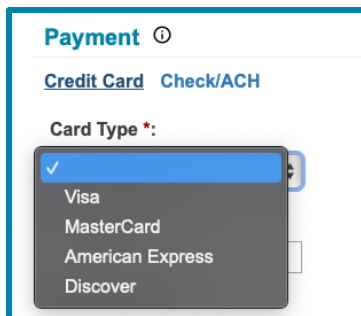 Payment
Credit Card Check/ACH
Card Type *:
Visa
MasterCard
American Express
Discover